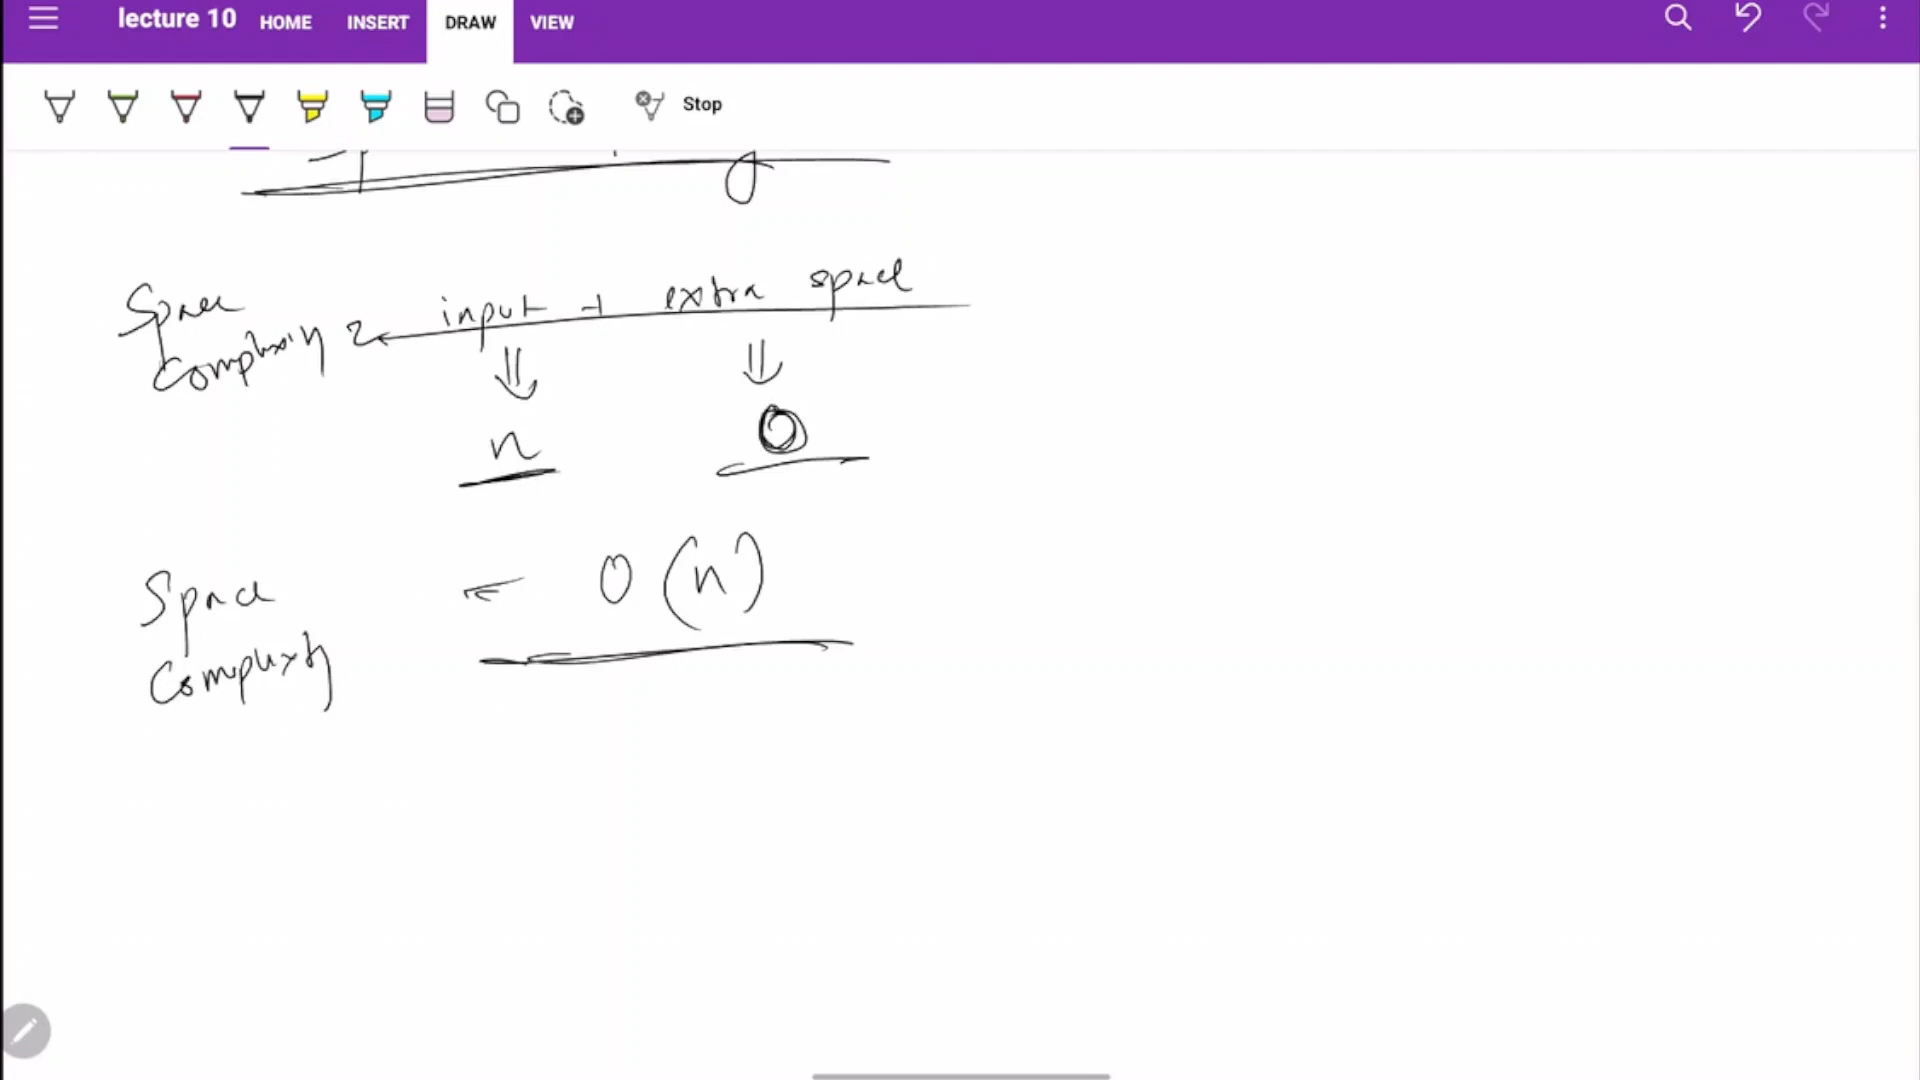 lecture 10 HOME INSERT DRAW VIEW
Stop
Space Complexity input + extra space
n 0
Space Complexity ← O(n)